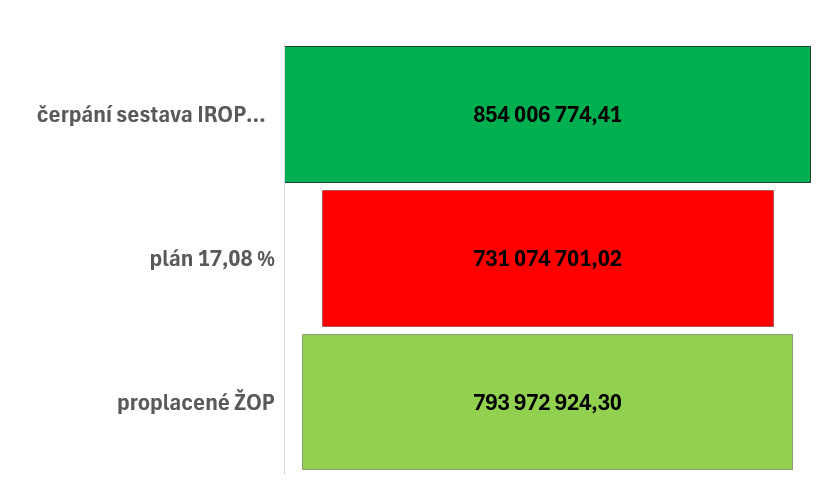 čerpání sestava IROP...
854 006 774,41
plán 17,08 %
731 074 701,02
proplacené ŽOP
793 972 924,30